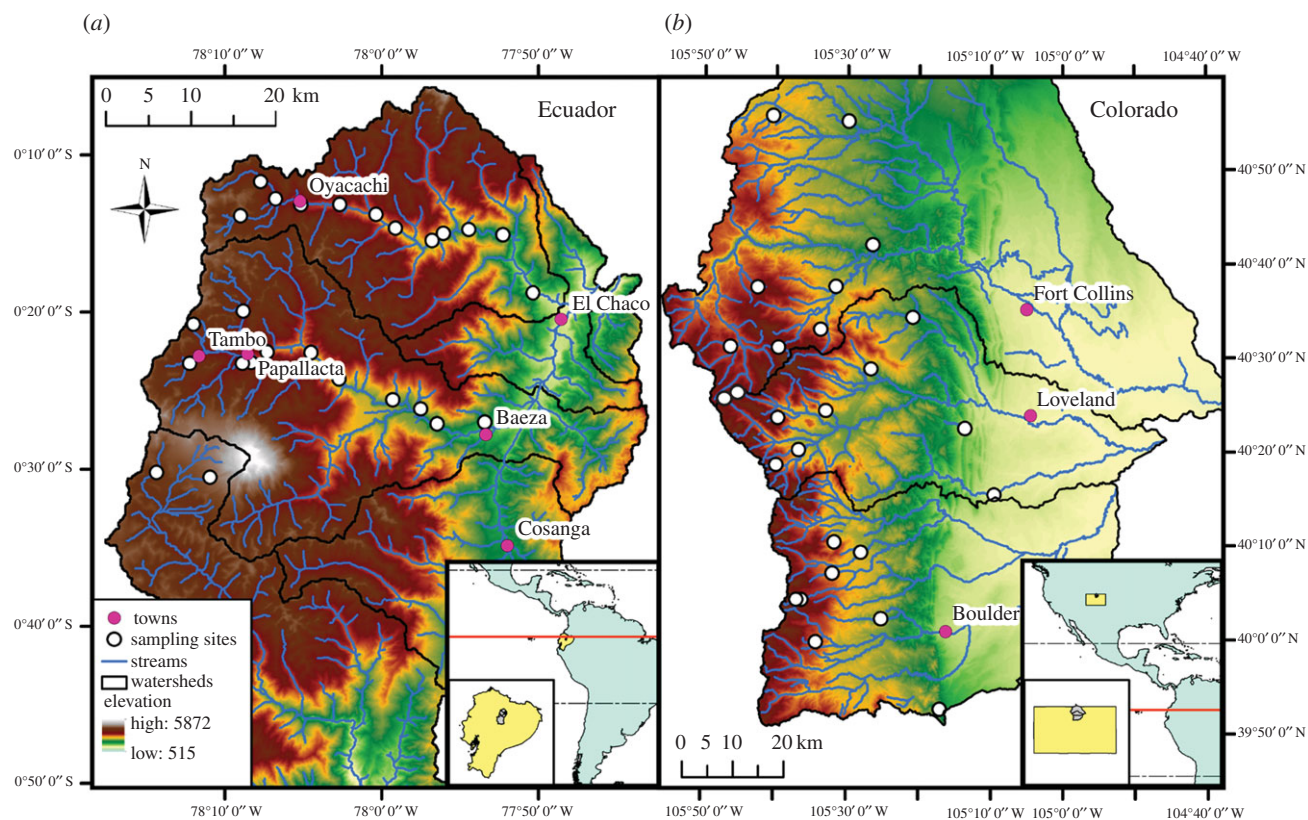 (a)
(b)
78°10′0″W 78°0′0″W 77°50′0″W
105°50′0″W 105°30′0″W 105°10′0″W 105°0′0″W 104°40′0″W
0 5 10 20 km
Ecuador
Colorado
0°10′0″S
N
Oyacachi
40°50′0″N
40°40′0″N
El Chaco
Fort Collins
0°20′0″S
Tambo
Papallacta
40°30′0″N
Loveland
Baeza
40°20′0″N
0°30′0″S
Cosanga
40°10′0″N
towns
sampling sites
streams
watersheds
elevation
high: 5872
low: 515
0°40′0″S
Boulder
40°0′0″N
0 5 10 20 km
39°50′0″N
0°50′0″S
78°10′0″W 78°0′0″W 77°50′0″W
105°50′0″W 105°30′0″W 105°10′0″W 105°0′0″W 104°40′0″W